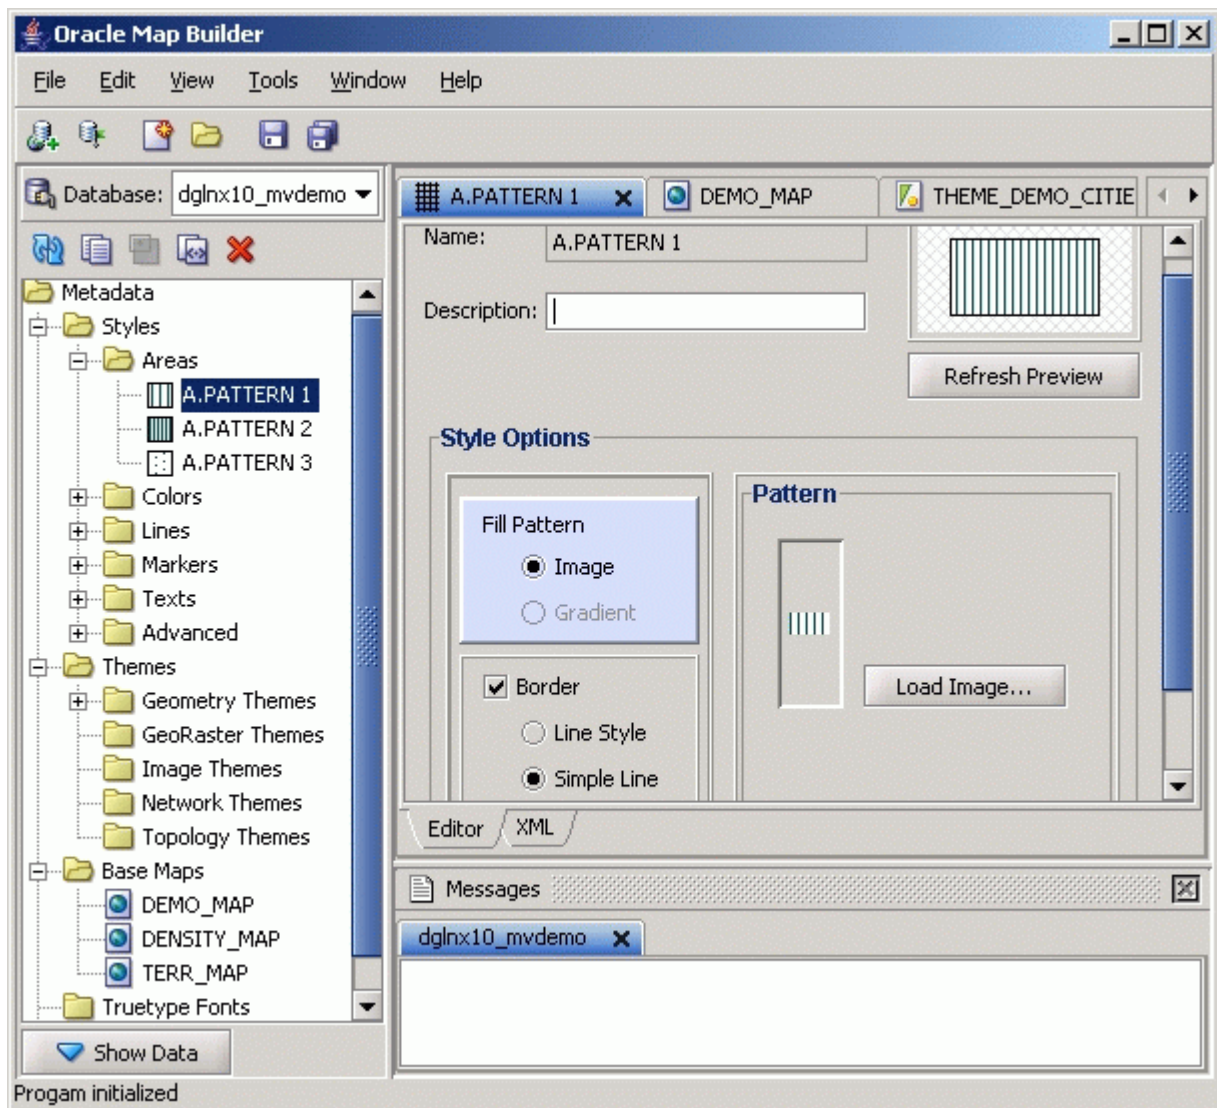 Oracle Map Builder
File Edit View Tools Window Help
Database: dglnx10_mvdemo
Metadata
Styles
Areas
A.PATTERN 1
A.PATTERN 2
A.PATTERN 3
Colors
Lines
Markers
Texts
Advanced
Themes
Geometry Themes
GeoRaster Themes
Image Themes
Network Themes
Topology Themes
Base Maps
DEMO_MAP
DENSITY_MAP
TERR_MAP
Truetype Fonts
Show Data
A.PATTERN 1 DEMO_MAP THEME_DEMO_CITIE
Name: A.PATTERN 1
Description:
Refresh Preview
Style Options
Fill Pattern
Image
Gradient
Border
Line Style
Simple Line
Pattern
Load Image...
Editor XML
Messages
dglnx10_mvdemo
Progam initialized